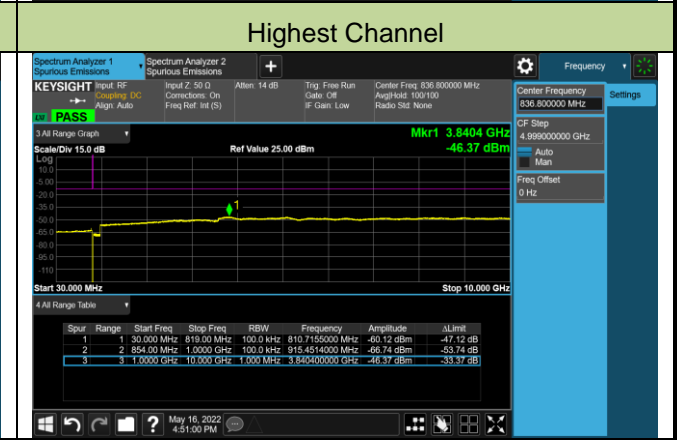 Highest Channel
Spectrum Analyzer 1
Spurious Emissions
Spectrum Analyzer 2
Spurious Emissions
+
Frequency
KEYSIGHT
Input: RF
Coupling: DC
Align: Auto
Input Z: 50 Ω
Corrections: On
Freq Ref: Int (S)
Atten: 14 dB
Trig: Free Run
Gate: Off
IF Gain: Low
Center Freq: 836.800000 MHz
Avg|Hold: 100/100
Radio Std: None
PASS
Center Frequency
836.800000 MHz
Settings
CF Step
4.999000000 GHz
Auto
Man
Freq Offset
0 Hz
3 All Range Graph
Mkr1 3.8404 GHz
-46.37 dBm
Scale/Div 15.0 dB
Ref Value 25.00 dBm
Log
10.0
-5.00
-20.0
-35.0
-50.0
-65.0
-80.0
-95.0
-110
1
Start 30.000 MHz
Stop 10.000 GHz
4 All Range Table
Spur Range Start Freq Stop Freq RBW Frequency Amplitude ΔLimit
1 1 30.000 MHz 819.00 MHz 100.0 kHz 810.7155000 MHz -60.12 dBm -47.12 dB
2 2 854.00 MHz 1.0000 GHz 100.0 kHz 915.4514000 MHz -66.74 dBm -53.74 dB
3 3 1.0000 GHz 10.000 GHz 1.000 MHz 3.840400000 GHz -46.37 dBm -33.37 dB
?
May 16, 2022
4:51:00 PM